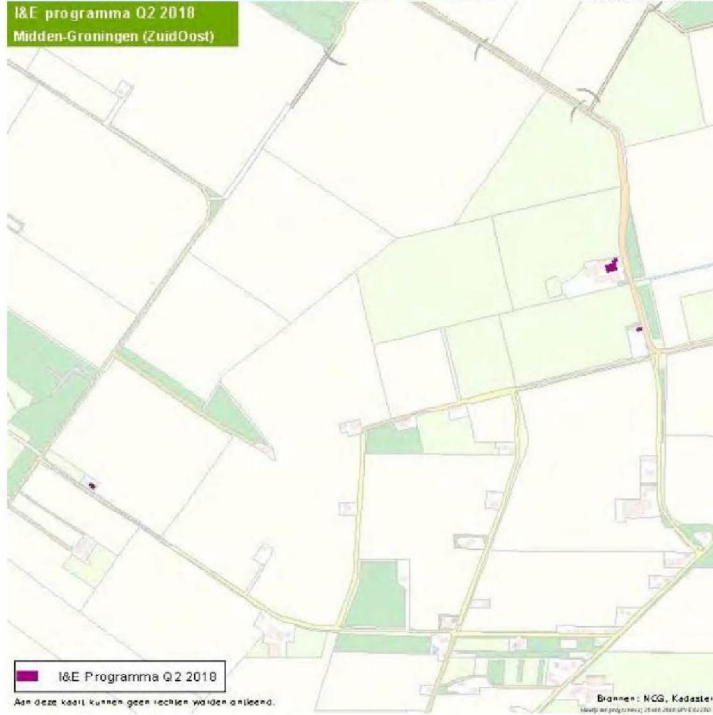 I&E programma Q2 2018
Midden-Groningen (ZuidOost)
I&E Programma Q2 2018
Aan deze kaart kunnen geen rechten worden ontleend.
Bronnen: NCG, Kadaster